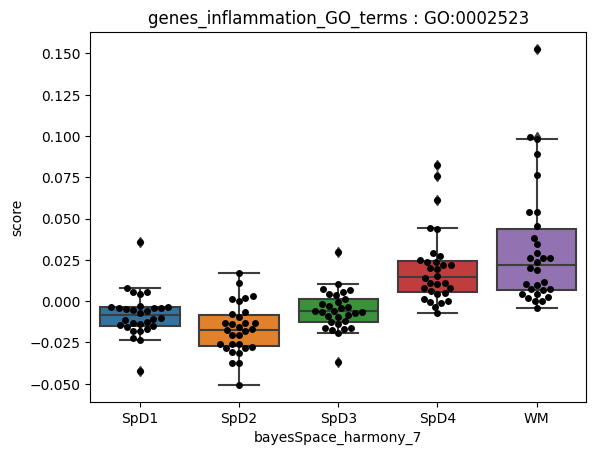 genes_inflammation_GO_terms : GO:0002523
0.150
0.125
0.100
0.075
0.050
0.025
0.000
−0.025
−0.050
score
SpD1 SpD2 SpD3 SpD4 WM
bayesSpace_harmony_7